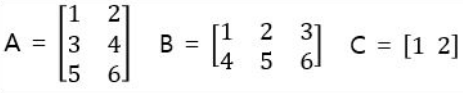 A = [1 2
3 4
5 6] B = [1 2 3
4 5 6] C = [1 2]